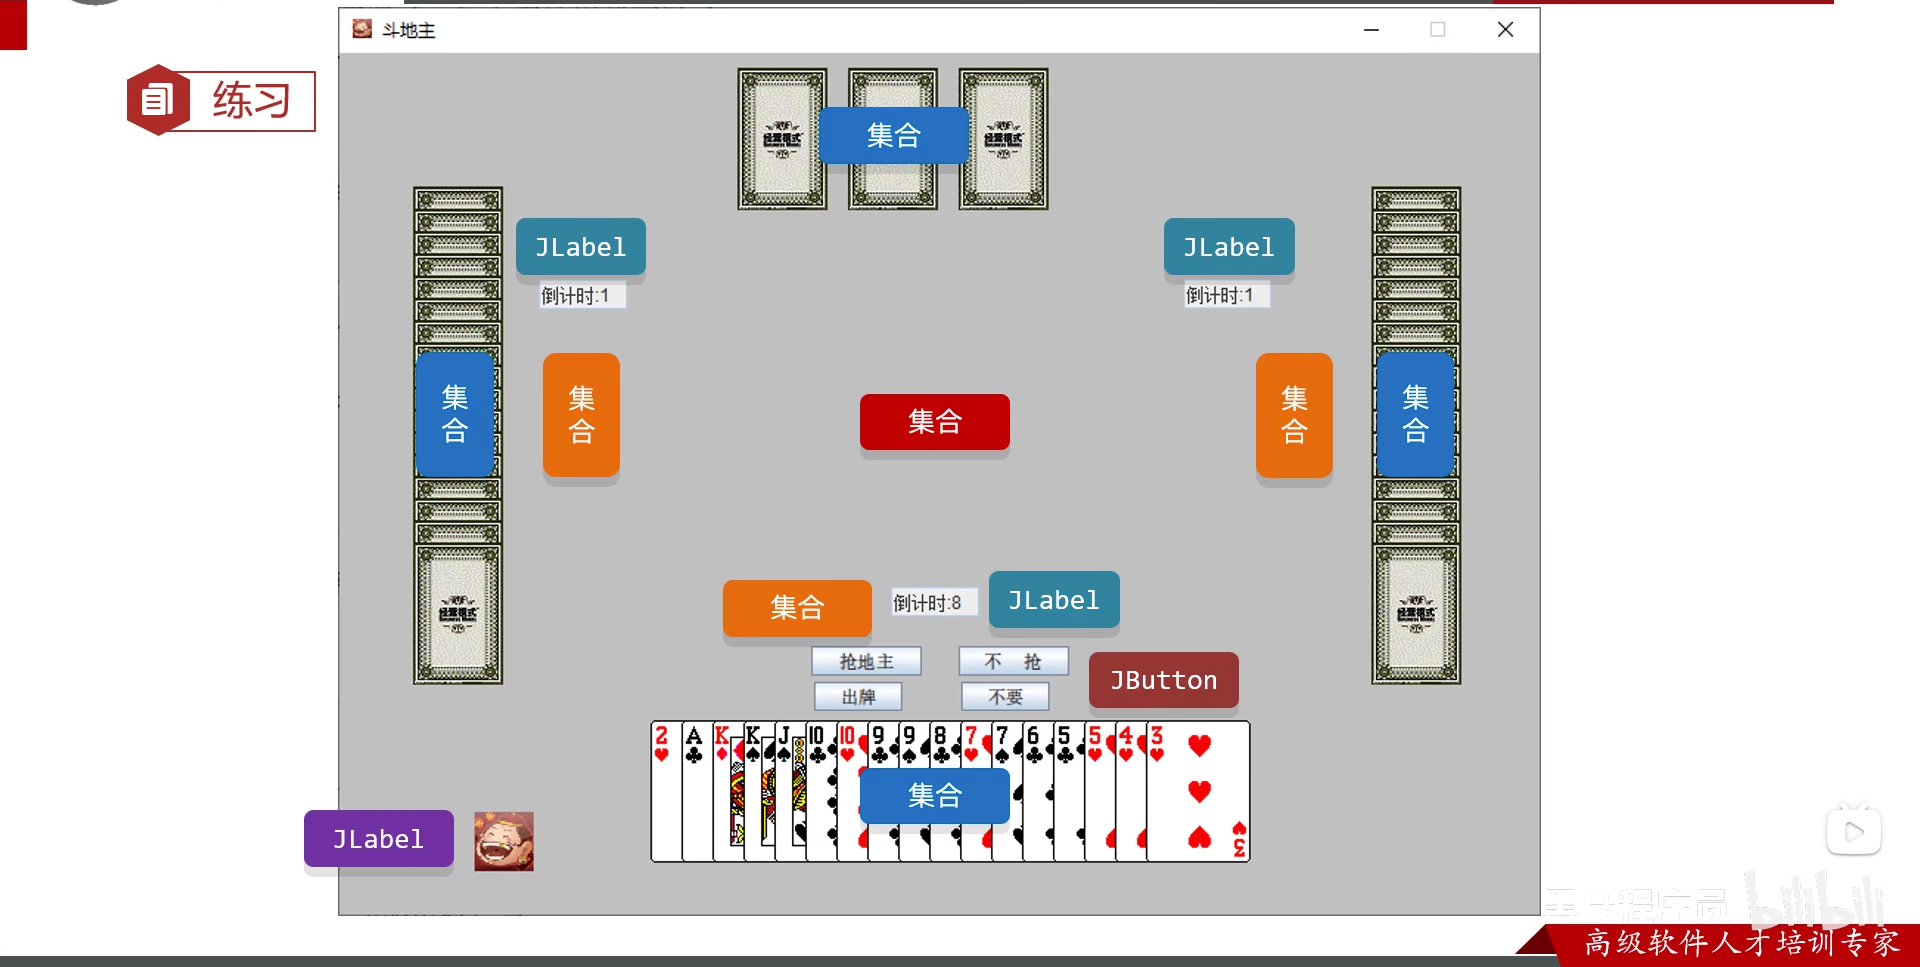 斗地主
练习
集合
JLabel
JLabel
倒计时:1
倒计时:1
集合
集合
集合
集合
集合
集合
倒计时:8
JLabel
抢地主
不 抢
出牌
不要
JButton
2 A K K J 10 10 9 9 8 7 7 6 5 5 4 3
集合
3
JLabel
bilibili
高级软件人才培训专家